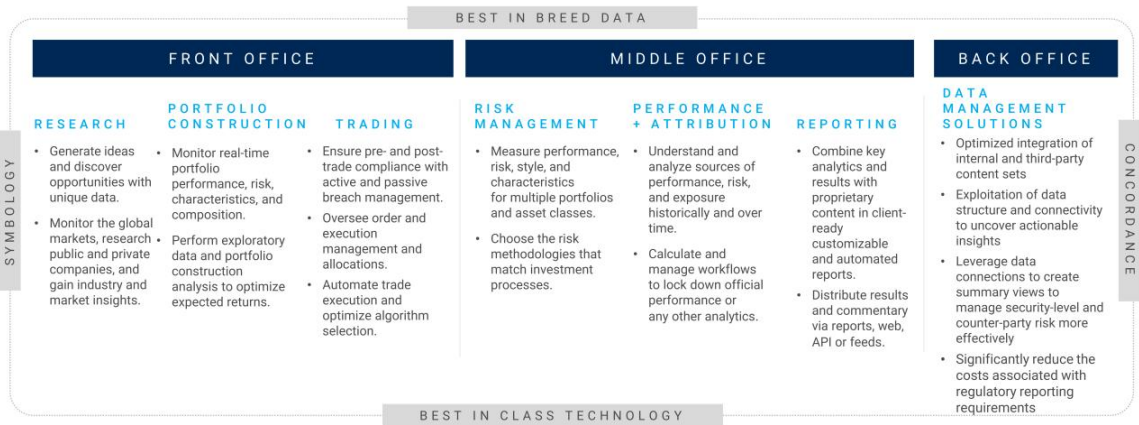 BEST IN BREED DATA
SYMBOLOGY
FRONT OFFICE
RESEARCH
• Generate ideas
and discover
opportunities with
unique data.
• Monitor the global
markets, research
public and private
companies, and
gain industry and
market insights.
PORTFOLIO
CONSTRUCTION
• Monitor real-time
portfolio
performance, risk,
characteristics, and
composition.
• Perform exploratory
data and portfolio
construction
analysis to optimize
expected returns.
TRADING
• Ensure pre- and post-
trade compliance with
active and passive
breach management.
• Oversee order and
execution
management and
allocations.
• Automate trade
execution and
optimize algorithm
selection.
MIDDLE OFFICE
RISK
MANAGEMENT
• Measure performance,
risk, style, and
characteristics
for multiple portfolios
and asset classes.
• Choose the risk
methodologies that
match investment
processes.
PERFORMANCE
+ ATTRIBUTION
• Understand and
analyze sources of
performance, risk,
and exposure
historically and over
time.
• Calculate and
manage workflows
to lock down official
performance or
any other analytics.
REPORTING
• Combine key
analytics and
results with
proprietary
content in client-
ready
customizable
and automated
reports.
• Distribute results
and commentary
via reports, web,
API or feeds.
BACK OFFICE
DATA
MANAGEMENT
SOLUTIONS
• Optimized integration of
internal and third-party
content sets
• Exploitation of data
structure and connectivity
to uncover actionable
insights
• Leverage data
connections to create
summary views to
manage security-level and
counter-party risk more
effectively
• Significantly reduce the
costs associated with
regulatory reporting
requirements
CONCORDANCE
BEST IN CLASS TECHNOLOGY